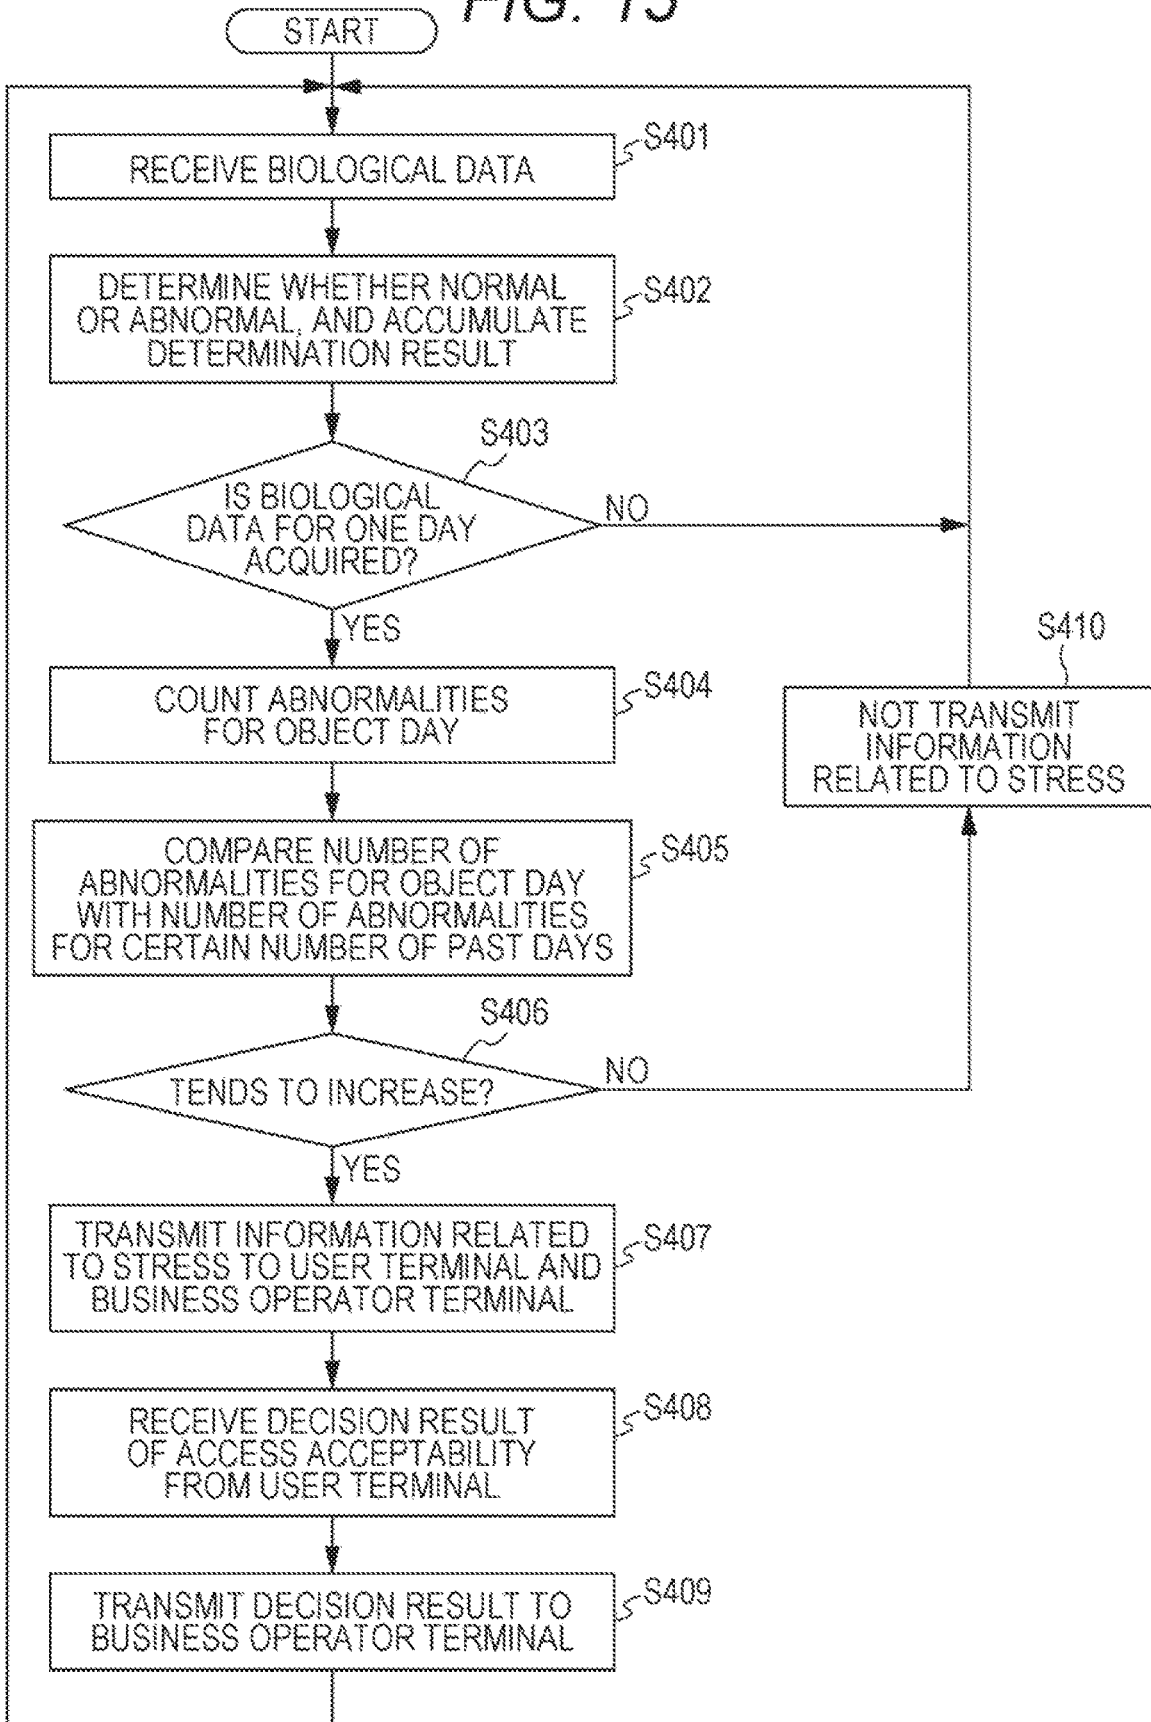 FIG. 15
START
RECEIVE BIOLOGICAL DATA
S401
DETERMINE WHETHER NORMAL
OR ABNORMAL, AND ACCUMULATE
DETERMINATION RESULT
S402
S403
IS BIOLOGICAL
DATA FOR ONE DAY
ACQUIRED?
NO
YES
COUNT ABNORMALITIES
FOR OBJECT DAY
S404
S410
NOT TRANSMIT
INFORMATION
RELATED TO STRESS
COMPARE NUMBER OF
ABNORMALITIES FOR OBJECT DAY
WITH NUMBER OF ABNORMALITIES
FOR CERTAIN NUMBER OF PAST DAYS
S405
S406
TENDS TO INCREASE?
NO
YES
TRANSMIT INFORMATION RELATED
TO STRESS TO USER TERMINAL AND
BUSINESS OPERATOR TERMINAL
S407
RECEIVE DECISION RESULT
OF ACCESS ACCEPTABILITY
FROM USER TERMINAL
S408
TRANSMIT DECISION RESULT TO
BUSINESS OPERATOR TERMINAL
S409